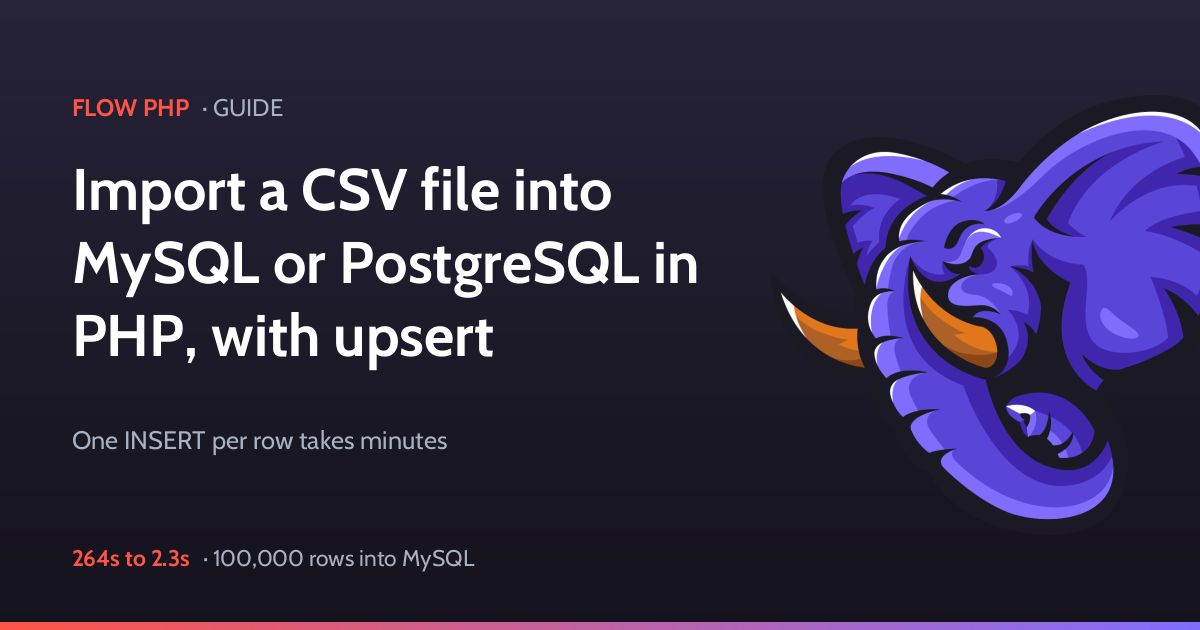 FLOW PHP · GUIDE
Import a CSV file into
MySQL or PostgreSQL in
PHP, with upsert
One INSERT per row takes minutes
264s to 2.3s · 100,000 rows into MySQL